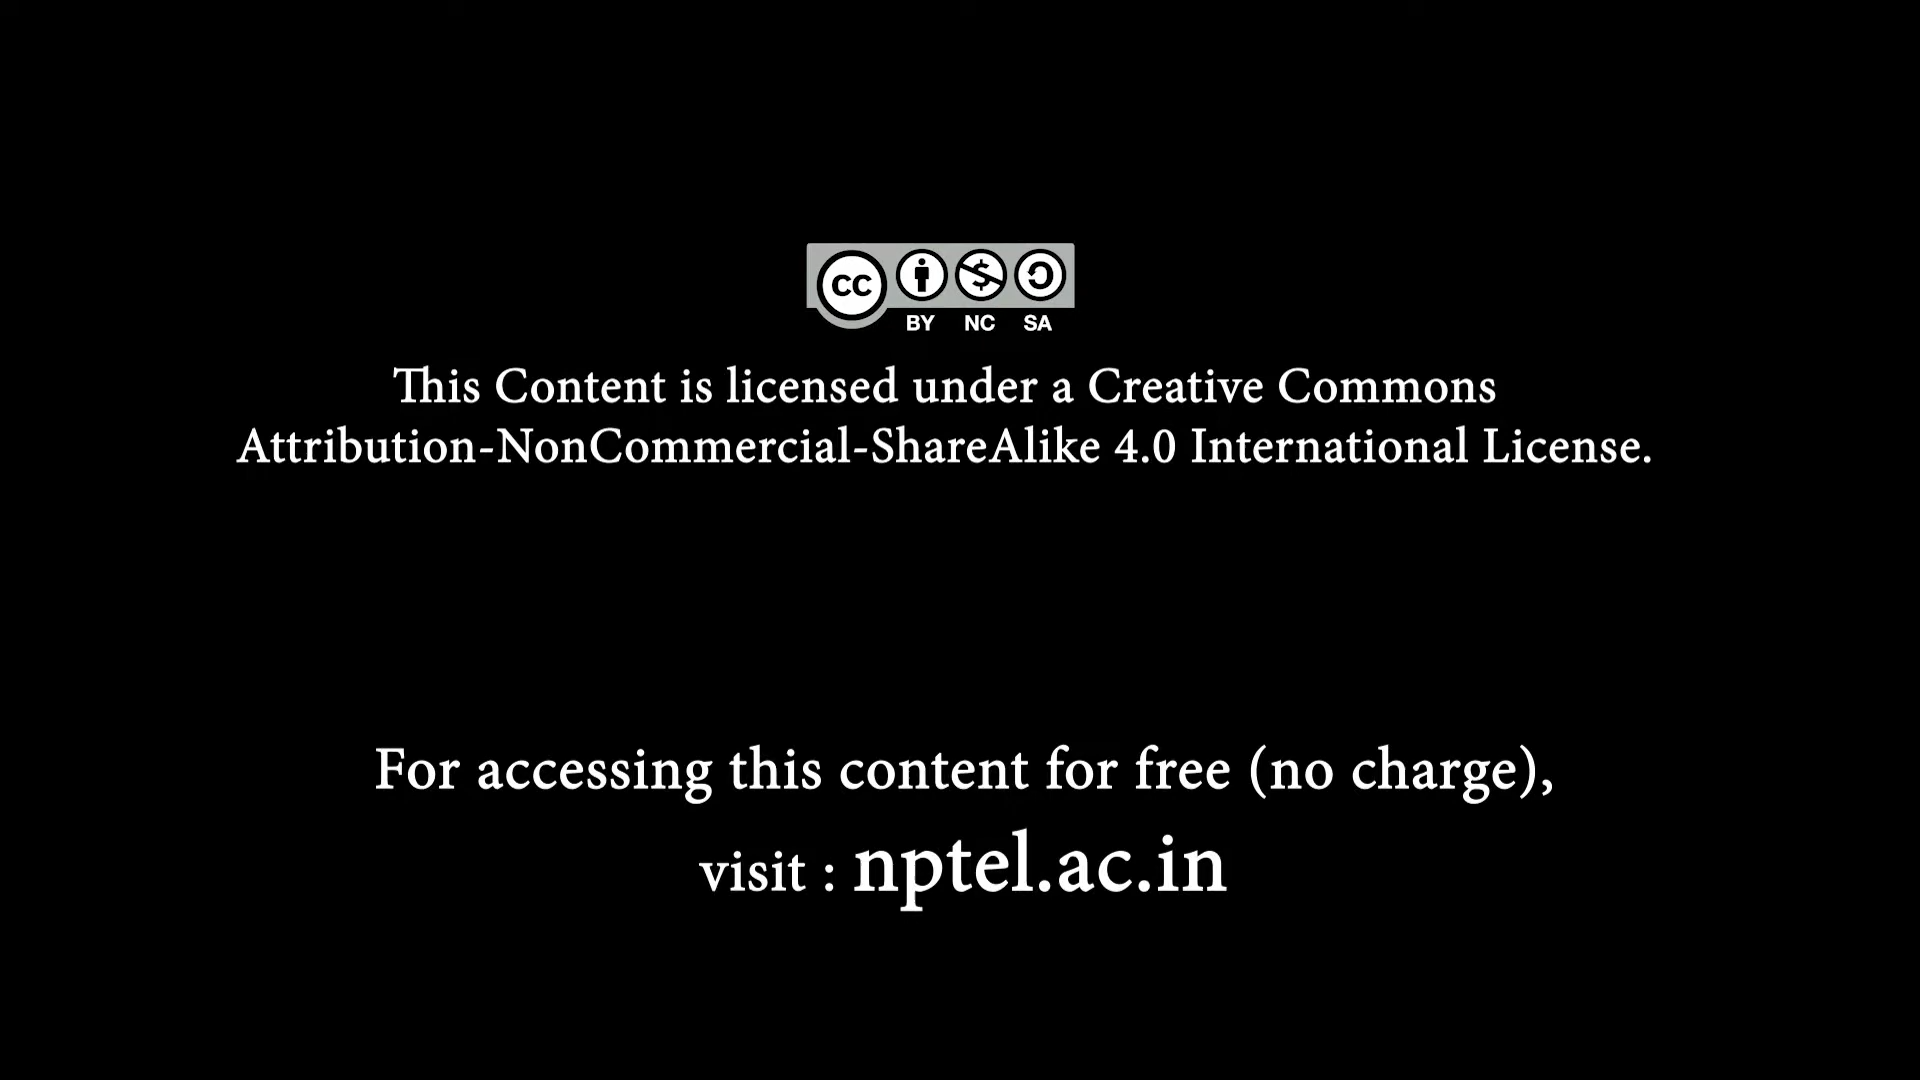 CC
BY NC SA
This Content is licensed under a Creative Commons
Attribution-NonCommercial-ShareAlike 4.0 International License.
For accessing this content for free (no charge),
visit : nptel.ac.in